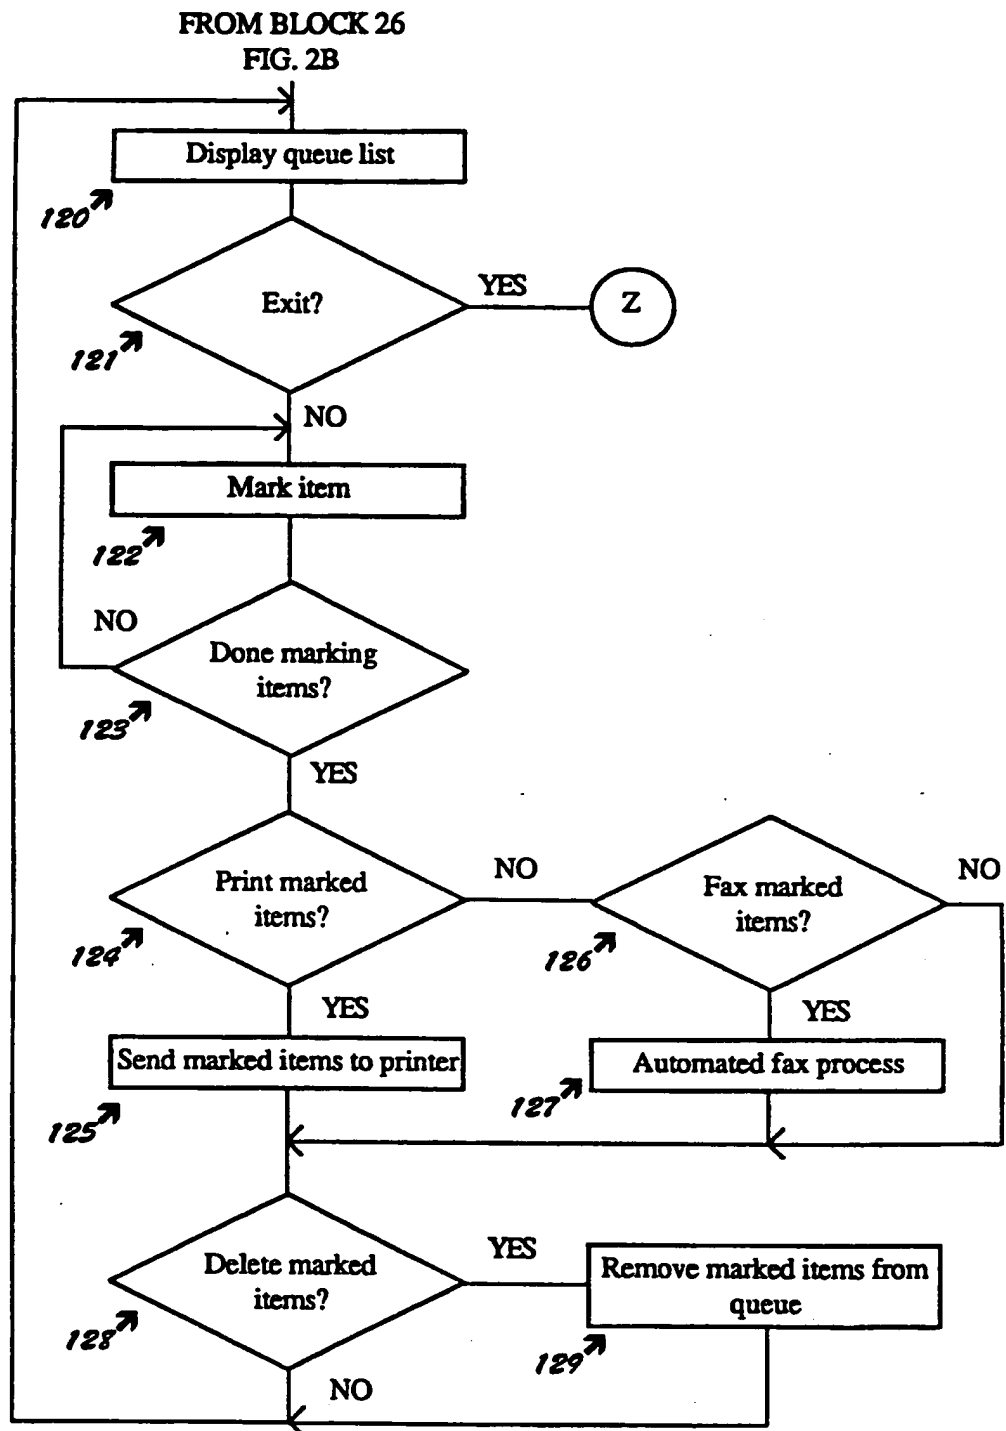 FROM BLOCK 26
FIG. 2B
Display queue list
120
Exit?
YES
Z
121
NO
Mark item
122
NO
Done marking
items?
123
YES
Print marked
items?
NO
Fax marked
items?
NO
124
126
YES
YES
Send marked items to printer
Automated fax process
125
127
Delete marked
items?
YES
Remove marked items from
queue
128
129
NO